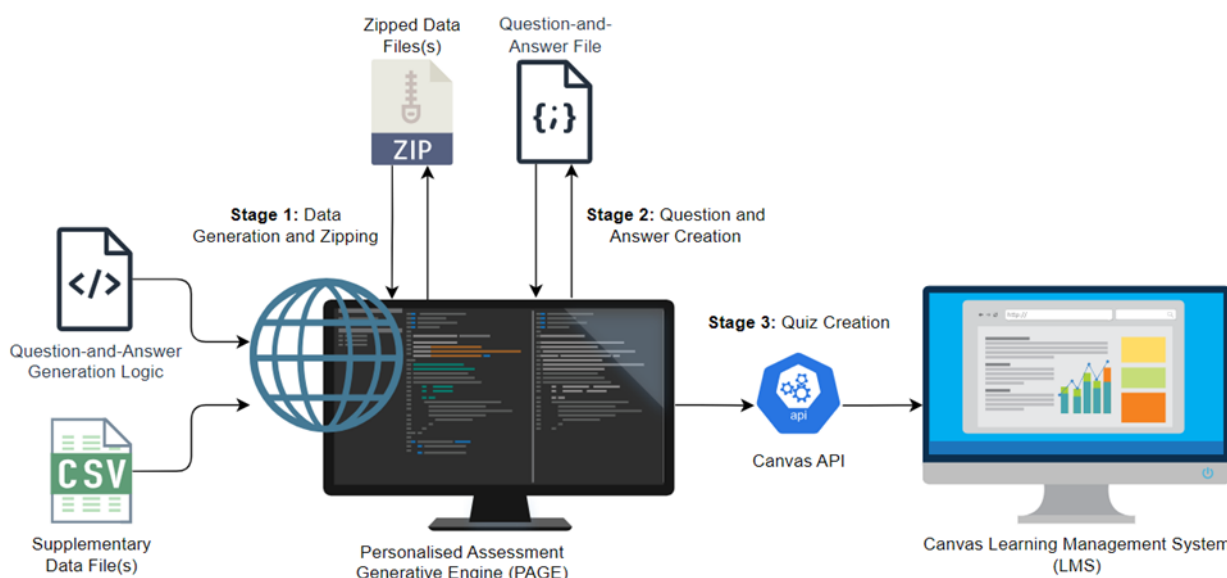 Zipped Data
Files(s)
Question-and-
Answer File
ZIP
{;}
Stage 1: Data
Generation and Zipping
Stage 2: Question and
Answer Creation
</>
Question-and-Answer
Generation Logic
Stage 3: Quiz Creation
http://
api
Canvas API
CSV
Supplementary
Data File(s)
Personalised Assessment
Generative Engine (PAGE)
Canvas Learning Management System
(LMS)